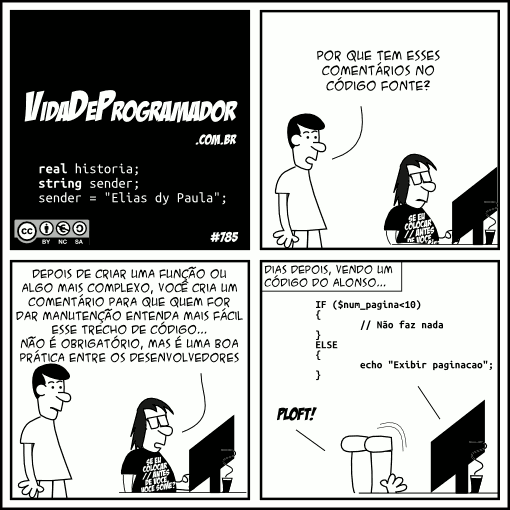 VidaDeProgramador
.com.br
real historia;
string sender;
sender = "Elias dy Paula";
cc BY NC SA
#785
POR QUE TEM ESSES
COMENTÁRIOS NO
CÓDIGO FONTE?
SE EU
COLOCAR
// ANTES
DE VOCÊ,
DEPOIS DE CRIAR UMA FUNÇÃO OU
ALGO MAIS COMPLEXO, VOCÊ CRIA UM
COMENTÁRIO PARA QUE QUEM FOR
DAR MANUTENÇÃO ENTENDA MAIS FÁCIL
ESSE TRECHO DE CÓDIGO...
NÃO É OBRIGATÓRIO, MAS É UMA BOA
PRÁTICA ENTRE OS DESENVOLVEDORES
SE EU
COLOCAR
// ANTES
DE VOCÊ,
VOCÊ SOME?
DIAS DEPOIS, VENDO UM
CÓDIGO DO ALONSO...
IF ($num_pagina<10)
{
// Não faz nada
}
ELSE
{
echo "Exibir paginacao";
}
PLOFT!